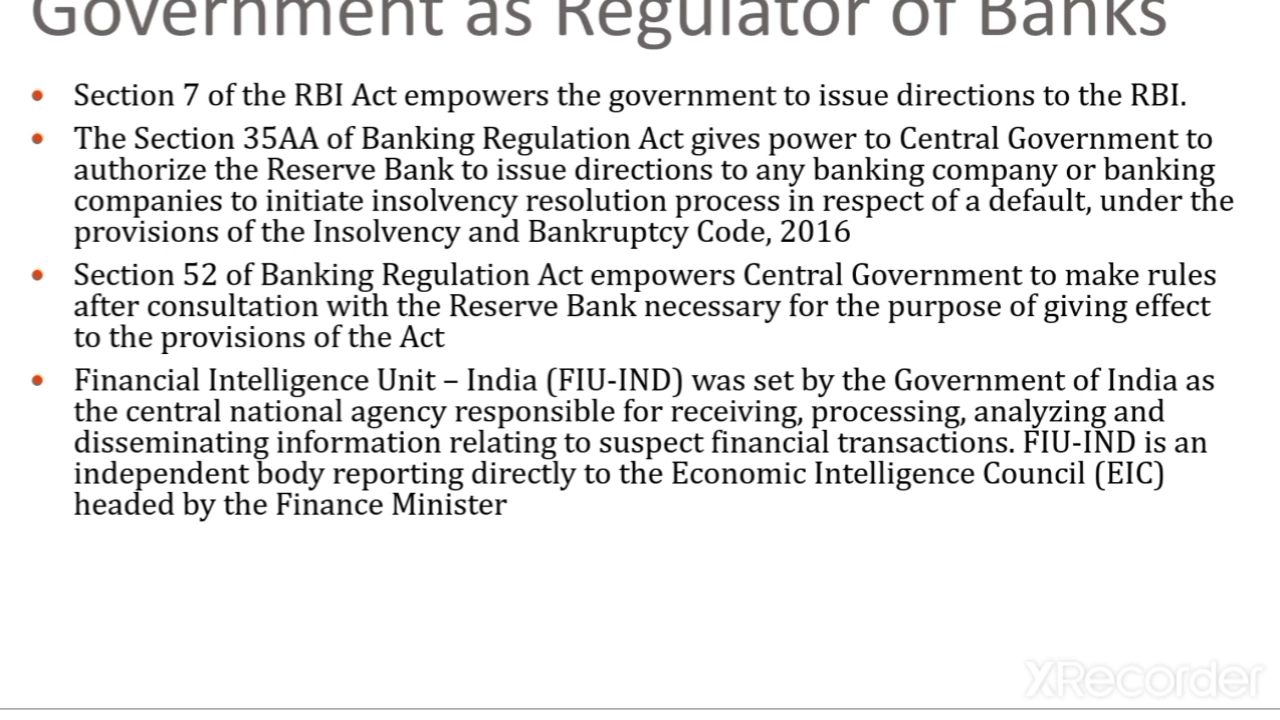 Government as Regulator of Banks
• Section 7 of the RBI Act empowers the government to issue directions to the RBI.
• The Section 35AA of Banking Regulation Act gives power to Central Government to
authorize the Reserve Bank to issue directions to any banking company or banking
companies to initiate insolvency resolution process in respect of a default, under the
provisions of the Insolvency and Bankruptcy Code, 2016
• Section 52 of Banking Regulation Act empowers Central Government to make rules
after consultation with the Reserve Bank necessary for the purpose of giving effect
to the provisions of the Act
• Financial Intelligence Unit – India (FIU-IND) was set by the Government of India as
the central national agency responsible for receiving, processing, analyzing and
disseminating information relating to suspect financial transactions. FIU-IND is an
independent body reporting directly to the Economic Intelligence Council (EIC)
headed by the Finance Minister
XRecorder